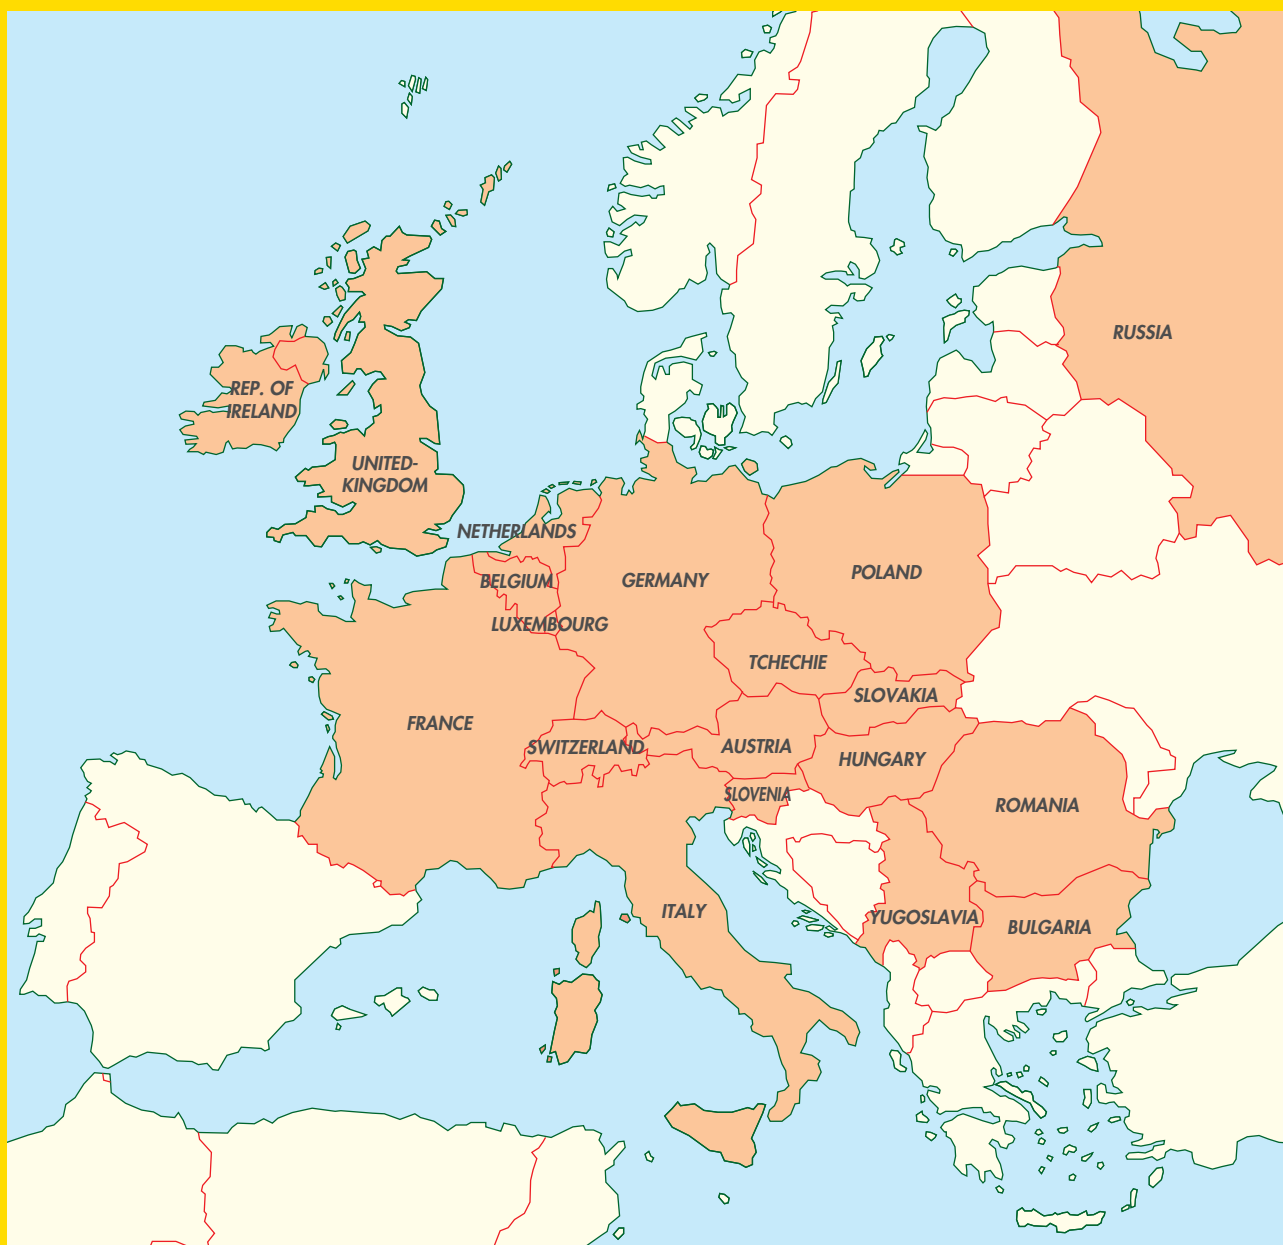 RUSSIA
REP. OF
IRELAND
UNITED-
KINGDOM
NETHERLANDS
BELGIUM
GERMANY
POLAND
LUXEMBOURG
TCHECHIE
SLOVAKIA
FRANCE
SWITZERLAND
AUSTRIA
HUNGARY
SLOVENIA
ROMANIA
ITALY
YUGOSLAVIA
BULGARIA